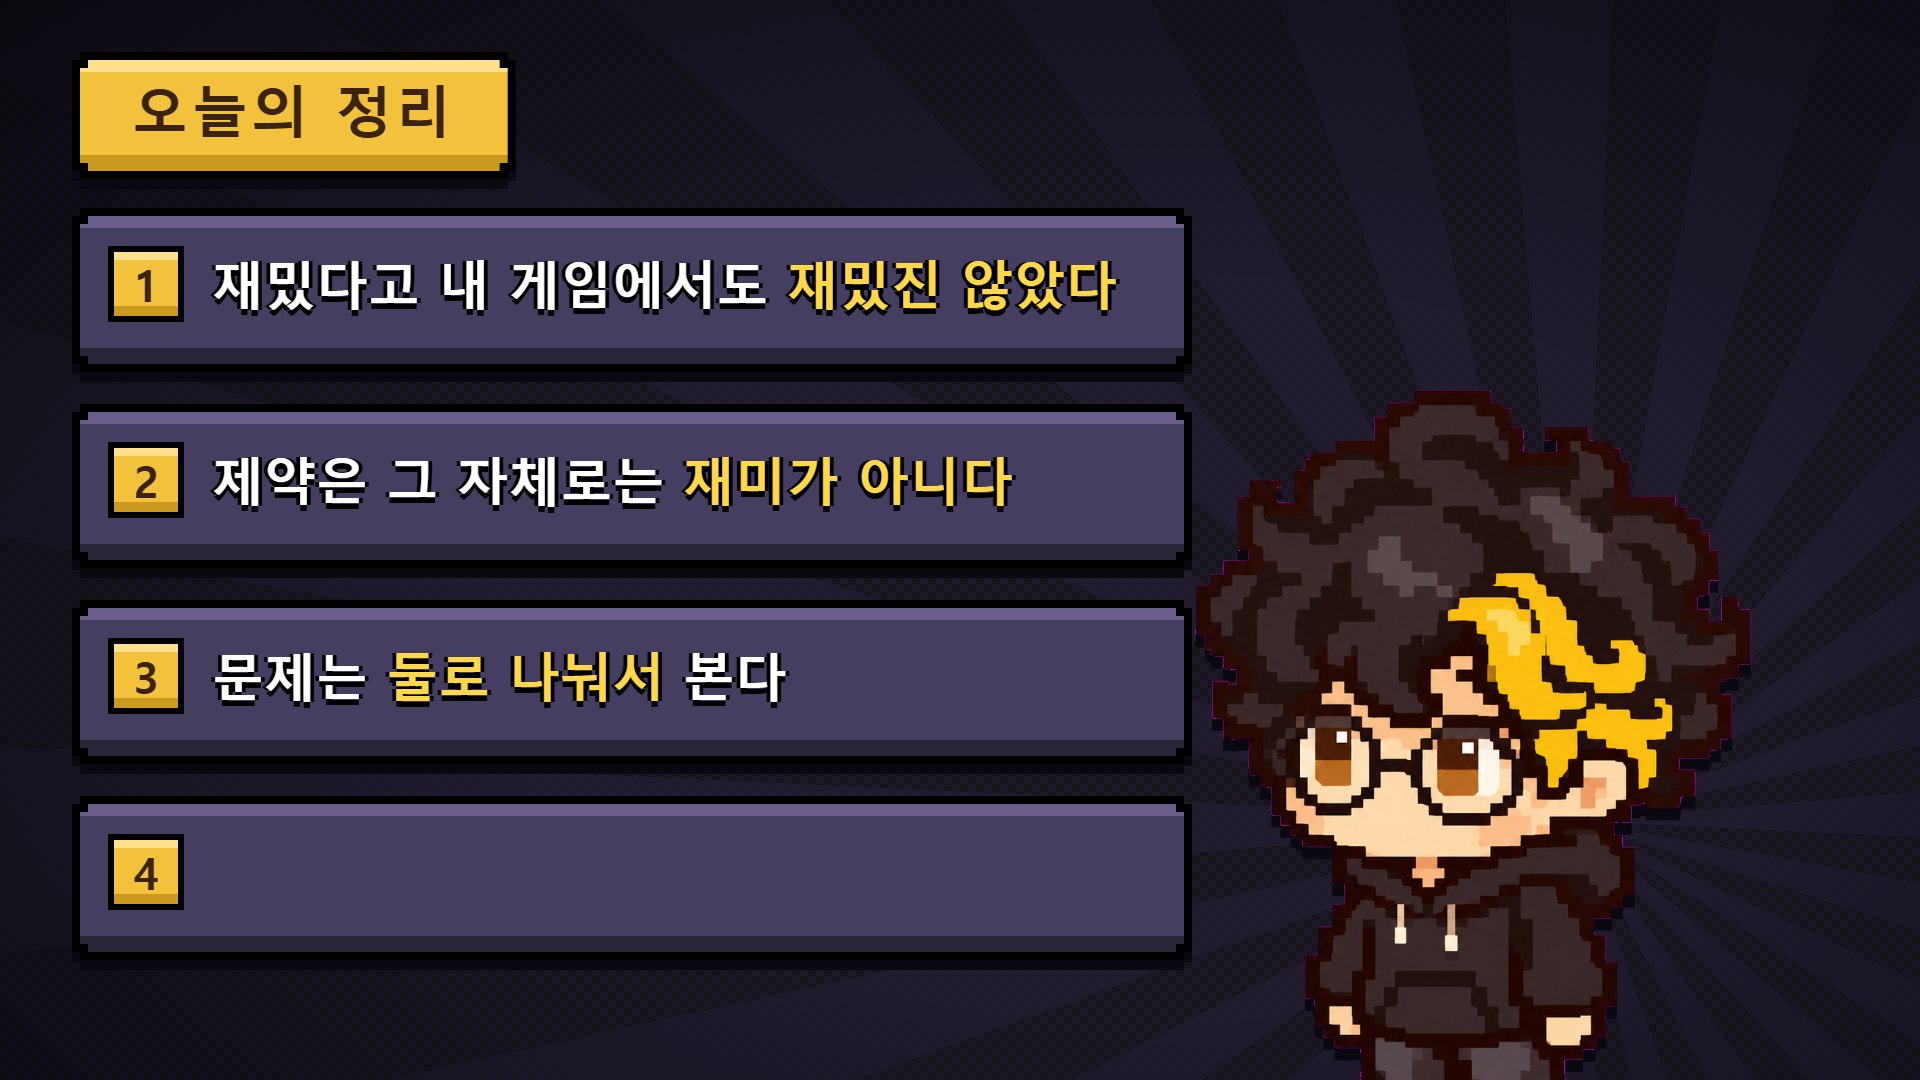 오늘의 정리
1 재밌다고 내 게임에서도 재밌진 않았다
2 제약은 그 자체로는 재미가 아니다
3 문제는 둘로 나눠서 본다
4